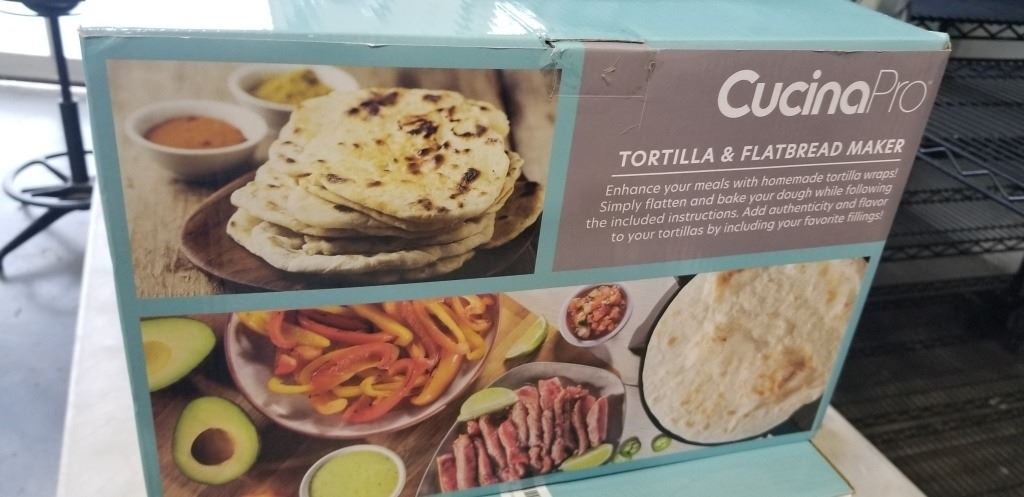 CucinaPro®
TORTILLA & FLATBREAD MAKER
Enhance your meals with homemade tortilla wraps!
Simply flatten and bake your dough while following
the included instructions. Add authenticity and flavor
to your tortillas by including your favorite fillings!